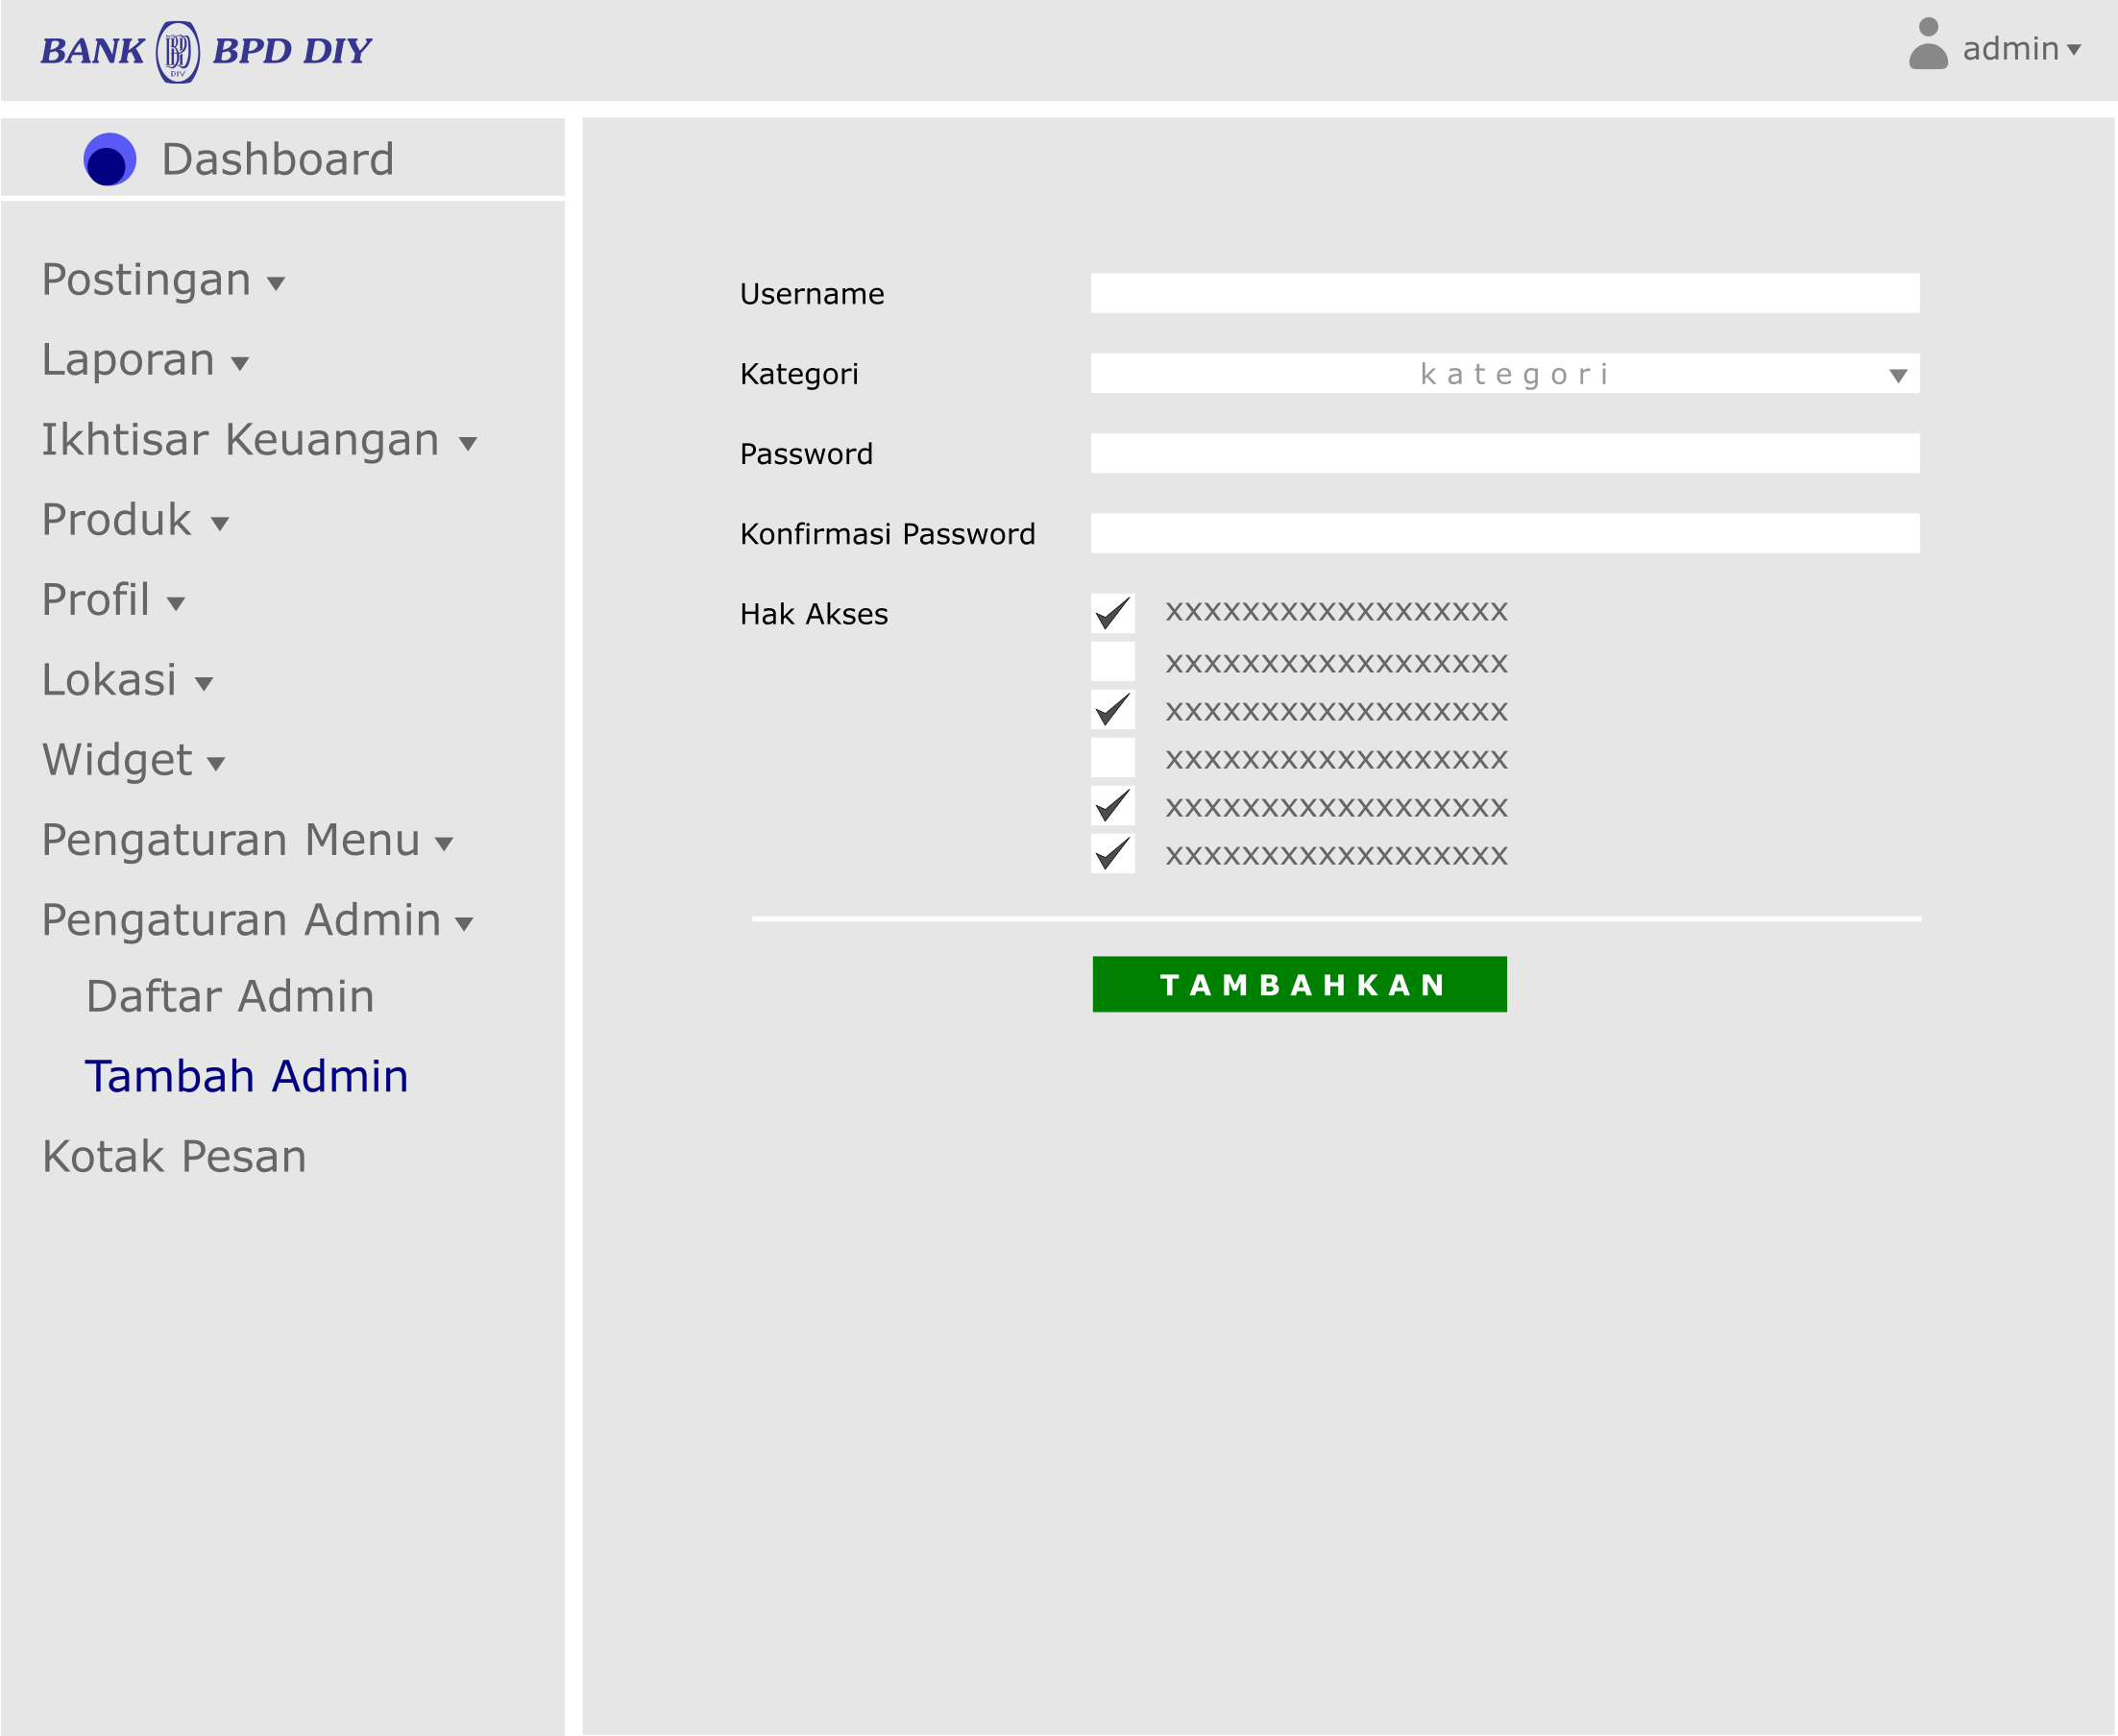 BANK BPD DIY
admin
Dashboard
Postingan
Laporan
Ikhtisar Keuangan
Produk
Profil
Lokasi
Widget
Pengaturan Menu
Pengaturan Admin
Daftar Admin
Tambah Admin
Kotak Pesan
Username
Kategori kategori
Password
Konfirmasi Password
Hak Akses xxxxxxxxxxxxxxxxxx
xxxxxxxxxxxxxxxxxx
xxxxxxxxxxxxxxxxxx
xxxxxxxxxxxxxxxxxx
xxxxxxxxxxxxxxxxxx
xxxxxxxxxxxxxxxxxx
TAMBAHKAN